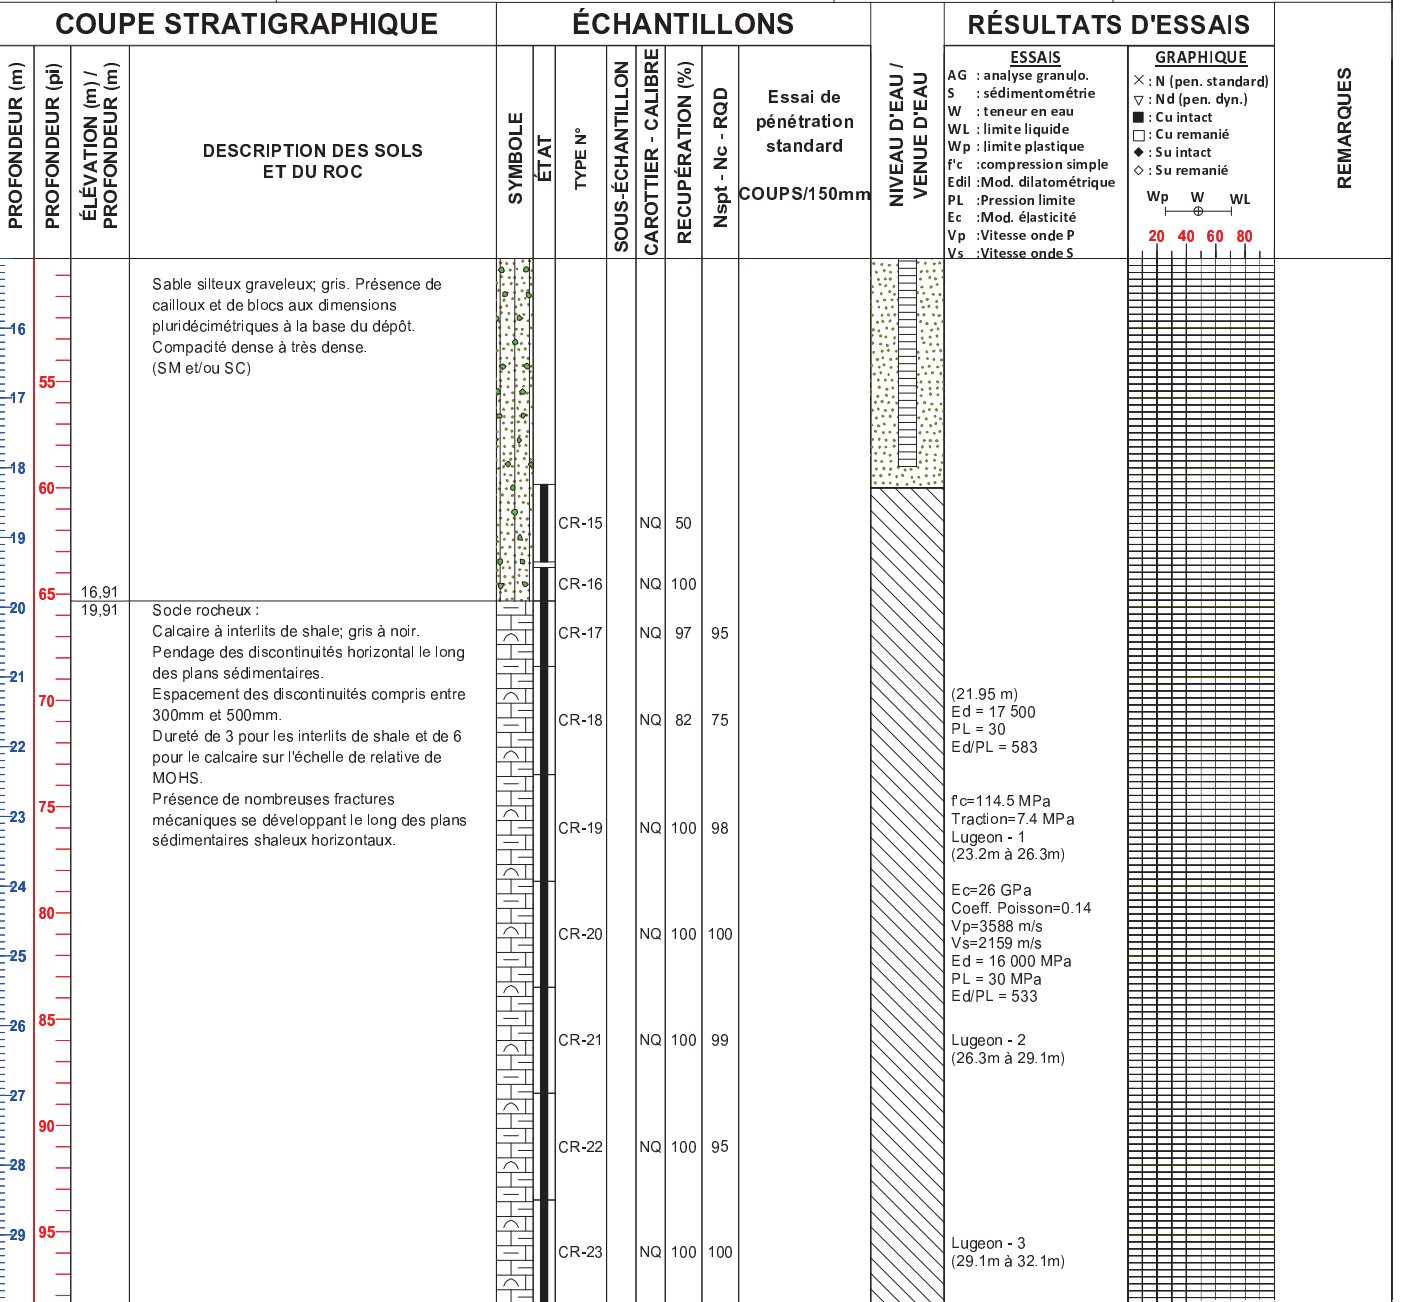 COUPE STRATIGRAPHIQUE
ÉCHANTILLONS
RÉSULTATS D'ESSAIS
PROFONDEUR (m)
PROFONDEUR (pi)
ÉLÉVATION (m) /
PROFONDEUR (m)
DESCRIPTION DES SOLS
ET DU ROC
SYMBOLE
ÉTAT
TYPE N°
SOUS-ÉCHANTILLON
CAROTTIER - CALIBRE
RECUPÉRATION (%)
Nspt - Nc - RQD
Essai de
pénétration
standard
COUPS/150mm
NIVEAU D'EAU /
VENUE D'EAU
ESSAIS
AG : analyse granulo.
S : sédimentométrie
W : teneur en eau
WL : limite liquide
Wp : limite plastique
f'c :compression simple
Edil :Mod. dilatométrique
PL : Pression limite
Ec : Mod. élasticité
Vp :Vitesse onde P
Vs :Vitesse onde S
GRAPHIQUE
: N (pen. standard)
: Nd (pen. dyn.)
: Cu intact
: Cu remanié
: Su intact
: Su remanié
Wp W WL
20 40 60 80
REMARQUES
Sable silteux graveleux; gris. Présence de
cailloux et de blocs aux dimensions
pluridécimétriques à la base du dépôt.
Compacité dense à très dense.
(SM et/ou SC)
16
55
17
18
60
19
CR-15 NQ 50
CR-16 NQ 100
65
16,91
20
19,91
Socle rocheux :
Calcaire à interlits de shale; gris à noir.
Pendage des discontinuités horizontal le long
des plans sédimentaires.
Espacement des discontinuités compris entre
300mm et 500mm.
Dureté de 3 pour les interlits de shale et de 6
pour le calcaire sur l'échelle de relative de
MOHS.
Présence de nombreuses fractures
mécaniques se développant le long des plans
sédimentaires shaleux horizontaux.
CR-17 NQ 97 95
21
70
CR-18 NQ 82 75
(21.95 m)
Ed = 17 500
PL = 30
Ed/PL = 583
22
75
23
CR-19 NQ 100 98
f'c=114.5 MPa
Traction=7.4 MPa
Lugeon - 1
(23.2m à 26.3m)
24
80
CR-20 NQ 100 100
Ec=26 GPa
Coeff. Poisson=0.14
Vp=3588 m/s
Vs=2159 m/s
Ed = 16 000 MPa
PL = 30 MPa
Ed/PL = 533
25
85
26
CR-21 NQ 100 99
Lugeon - 2
(26.3m à 29.1m)
27
90
CR-22 NQ 100 95
28
95
29
CR-23 NQ 100 100
Lugeon - 3
(29.1m à 32.1m)